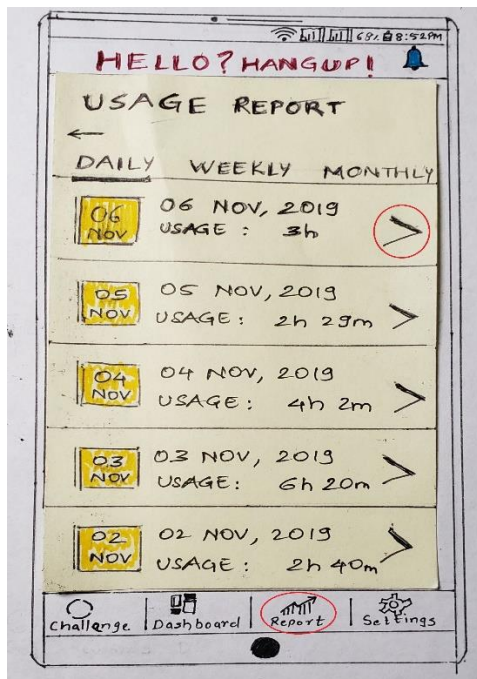 68% 8:52PM
HELLO? HANGUP!
USAGE REPORT
←
DAILY WEEKLY MONTHLY
06 NOV
06 NOV, 2019
USAGE : 3h
05 NOV
05 NOV, 2019
USAGE : 2h 29m
04 NOV
04 NOV, 2019
USAGE : 4h 2m
03 NOV
03 NOV, 2019
USAGE : 6h 20m
02 NOV
02 NOV, 2019
USAGE : 2h 40m
Challenge Dashboard Report Settings